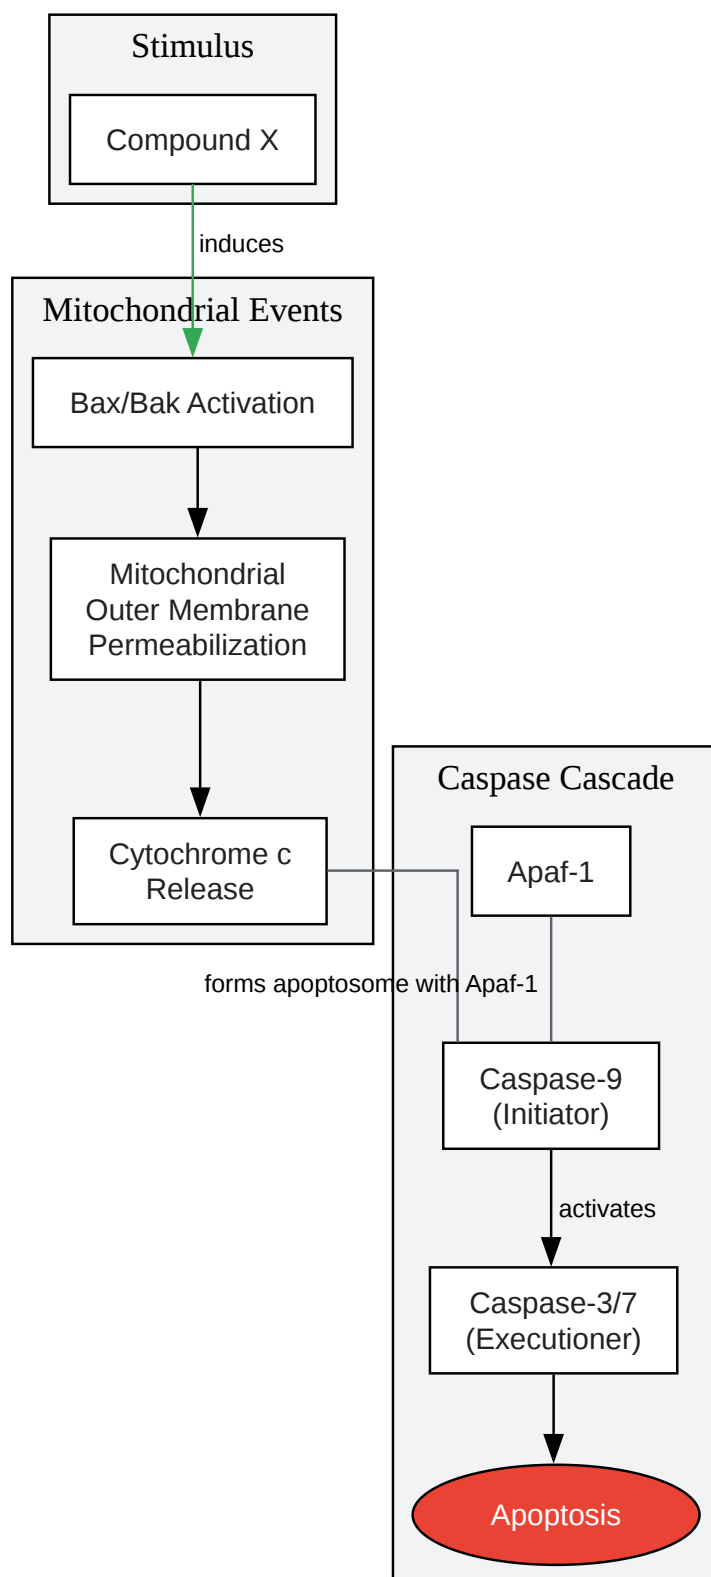 Stimulus
Compound X
induces
Mitochondrial Events
Bax/Bak Activation
Mitochondrial
Outer Membrane
Permeabilization
Caspase Cascade
Cytochrome c
Release
Apaf-1
forms apoptosome with Apaf-1
Caspase-9
(Initiator)
activates
Caspase-3/7
(Executioner)
Apoptosis